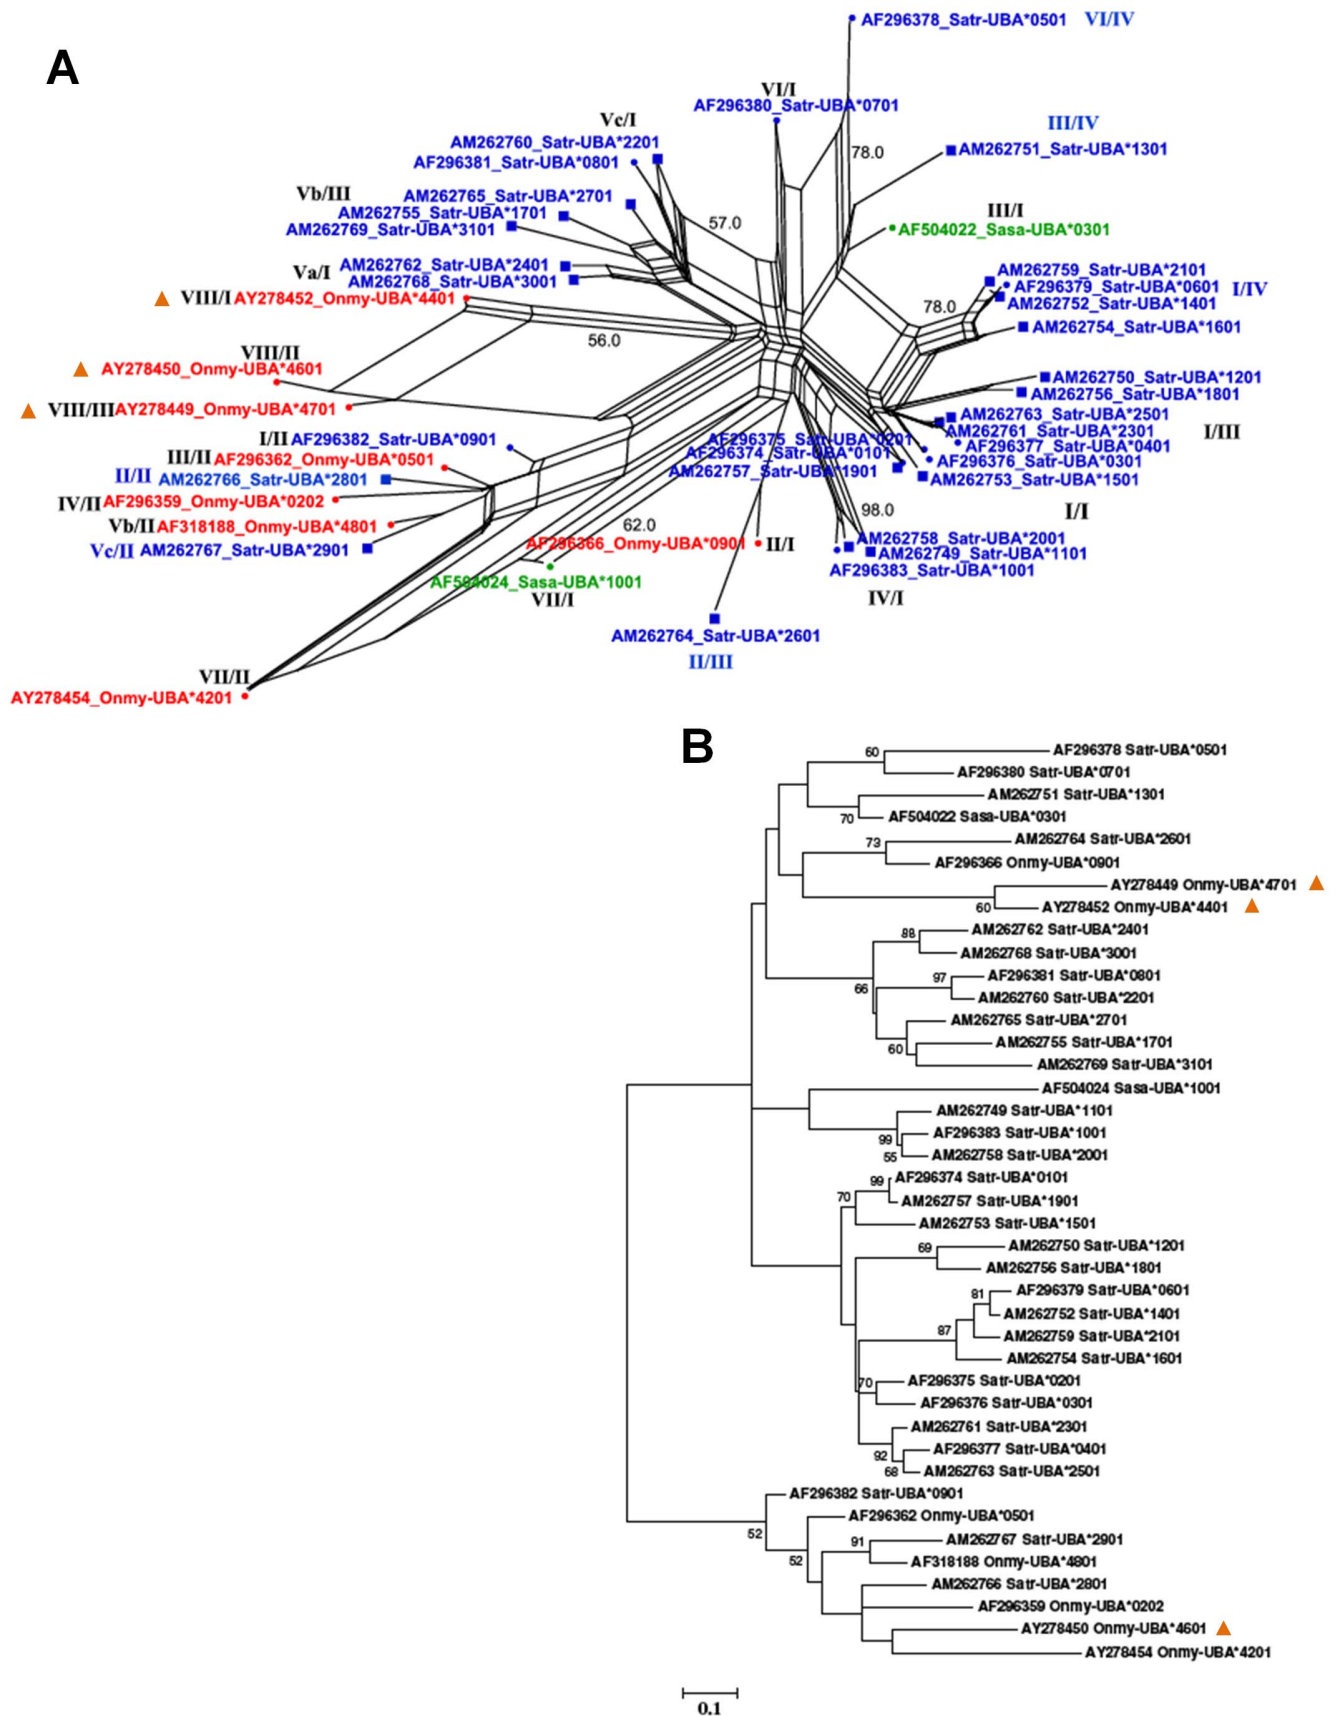 A
AF296378_Satr-UBA*0501 VI/IV
VI/I
AF296380_Satr-UBA*0701
Vc/I
III/IV
AM262760_Satr-UBA*2201
78.0
AM262751_Satr-UBA*1301
AF296381_Satr-UBA*0801
Vb/III
AM262765_Satr-UBA*2701
AM262755_Satr-UBA*1701
57.0
III/I
AM262769_Satr-UBA*3101
AF504022_Sasa-UBA*0301
Va/I
AM262762_Satr-UBA*2401
AM262768_Satr-UBA*3001
AM262759_Satr-UBA*2101
AF296379_Satr-UBA*0601 I/IV
VIII/I AY278452_Onmy-UBA*4401
78.0
AM262752_Satr-UBA*1401
AM262754_Satr-UBA*1601
56.0
VIII/II
AY278450_Onmy-UBA*4601
AM262750_Satr-UBA*1201
AM262756_Satr-UBA*1801
VIII/III AY278449_Onmy-UBA*4701
AM262763_Satr-UBA*2501
AM262761_Satr-UBA*2301
I/III
I/II AF296382_Satr-UBA*0901
AF296375_Satr-UBA*0201
AF296377_Satr-UBA*0401
III/II AF296362_Onmy-UBA*0501
AF296374_Satr-UBA*0101
AF296376_Satr-UBA*0301
II/II AM262766_Satr-UBA*2801
AM262757_Satr-UBA*1901
AM262753_Satr-UBA*1501
IV/II AF296359_Onmy-UBA*0202
98.0
I/I
Vb/II AF318188_Onmy-UBA*4801
62.0
Vc/II AM262767_Satr-UBA*2901
AF296366_Onmy-UBA*0901 II/I
AM262758_Satr-UBA*2001
AM262749_Satr-UBA*1101
AF504024_Sasa-UBA*1001
AF296383_Satr-UBA*1001
VII/I
IV/I
AM262764_Satr-UBA*2601
II/III
VII/II
AY278454_Onmy-UBA*4201
B
60
AF296378 Satr-UBA*0501
AF296380 Satr-UBA*0701
AM262751 Satr-UBA*1301
70
AF504022 Sasa-UBA*0301
73
AM262764 Satr-UBA*2601
AF296366 Onmy-UBA*0901
AY278449 Onmy-UBA*4701
60
AY278452 Onmy-UBA*4401
88
AM262762 Satr-UBA*2401
AM262768 Satr-UBA*3001
66
97
AF296381 Satr-UBA*0801
AM262760 Satr-UBA*2201
AM262765 Satr-UBA*2701
60
AM262755 Satr-UBA*1701
AM262769 Satr-UBA*3101
AF504024 Sasa-UBA*1001
AM262749 Satr-UBA*1101
99
AF296383 Satr-UBA*1001
55
AM262758 Satr-UBA*2001
99
AF296374 Satr-UBA*0101
70
AM262757 Satr-UBA*1901
AM262753 Satr-UBA*1501
69
AM262750 Satr-UBA*1201
AM262756 Satr-UBA*1801
81
AF296379 Satr-UBA*0601
AM262752 Satr-UBA*1401
87
AM262759 Satr-UBA*2101
AM262754 Satr-UBA*1601
70
AF296375 Satr-UBA*0201
AF296376 Satr-UBA*0301
AM262761 Satr-UBA*2301
92
AF296377 Satr-UBA*0401
68
AM262763 Satr-UBA*2501
AF296382 Satr-UBA*0901
52
AF296362 Onmy-UBA*0501
52
91
AM262767 Satr-UBA*2901
AF318188 Onmy-UBA*4801
AM262766 Satr-UBA*2801
AF296359 Onmy-UBA*0202
AY278450 Onmy-UBA*4601
AY278454 Onmy-UBA*4201
0.1